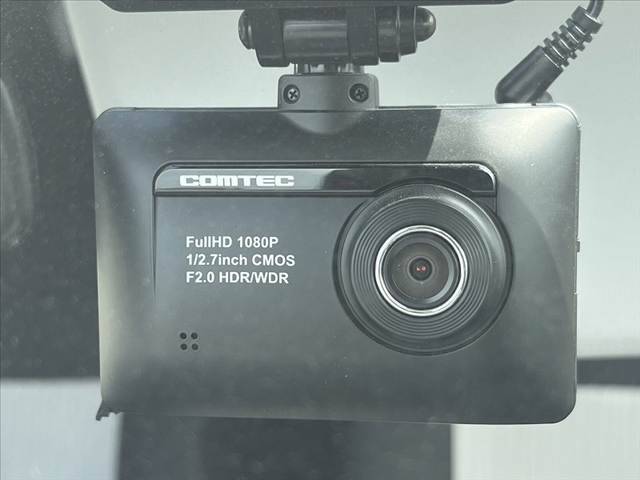 COMTEC
FullHD 1080P
1/2.7inch CMOS
F2.0 HDR/WDR